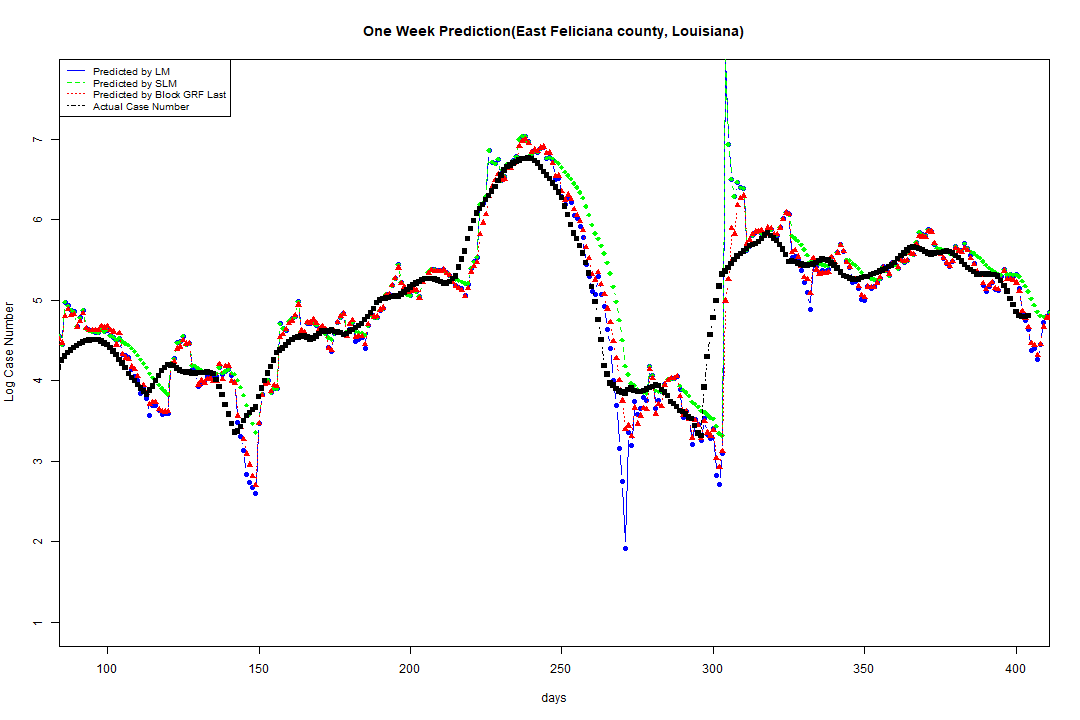 One Week Prediction(East Feliciana county, Louisiana)
Predicted by LM
Predicted by SLM
Predicted by Block GRF Last
Actual Case Number
Log Case Number
7
6
5
4
3
2
1
100 150 200 250 300 350 400
days